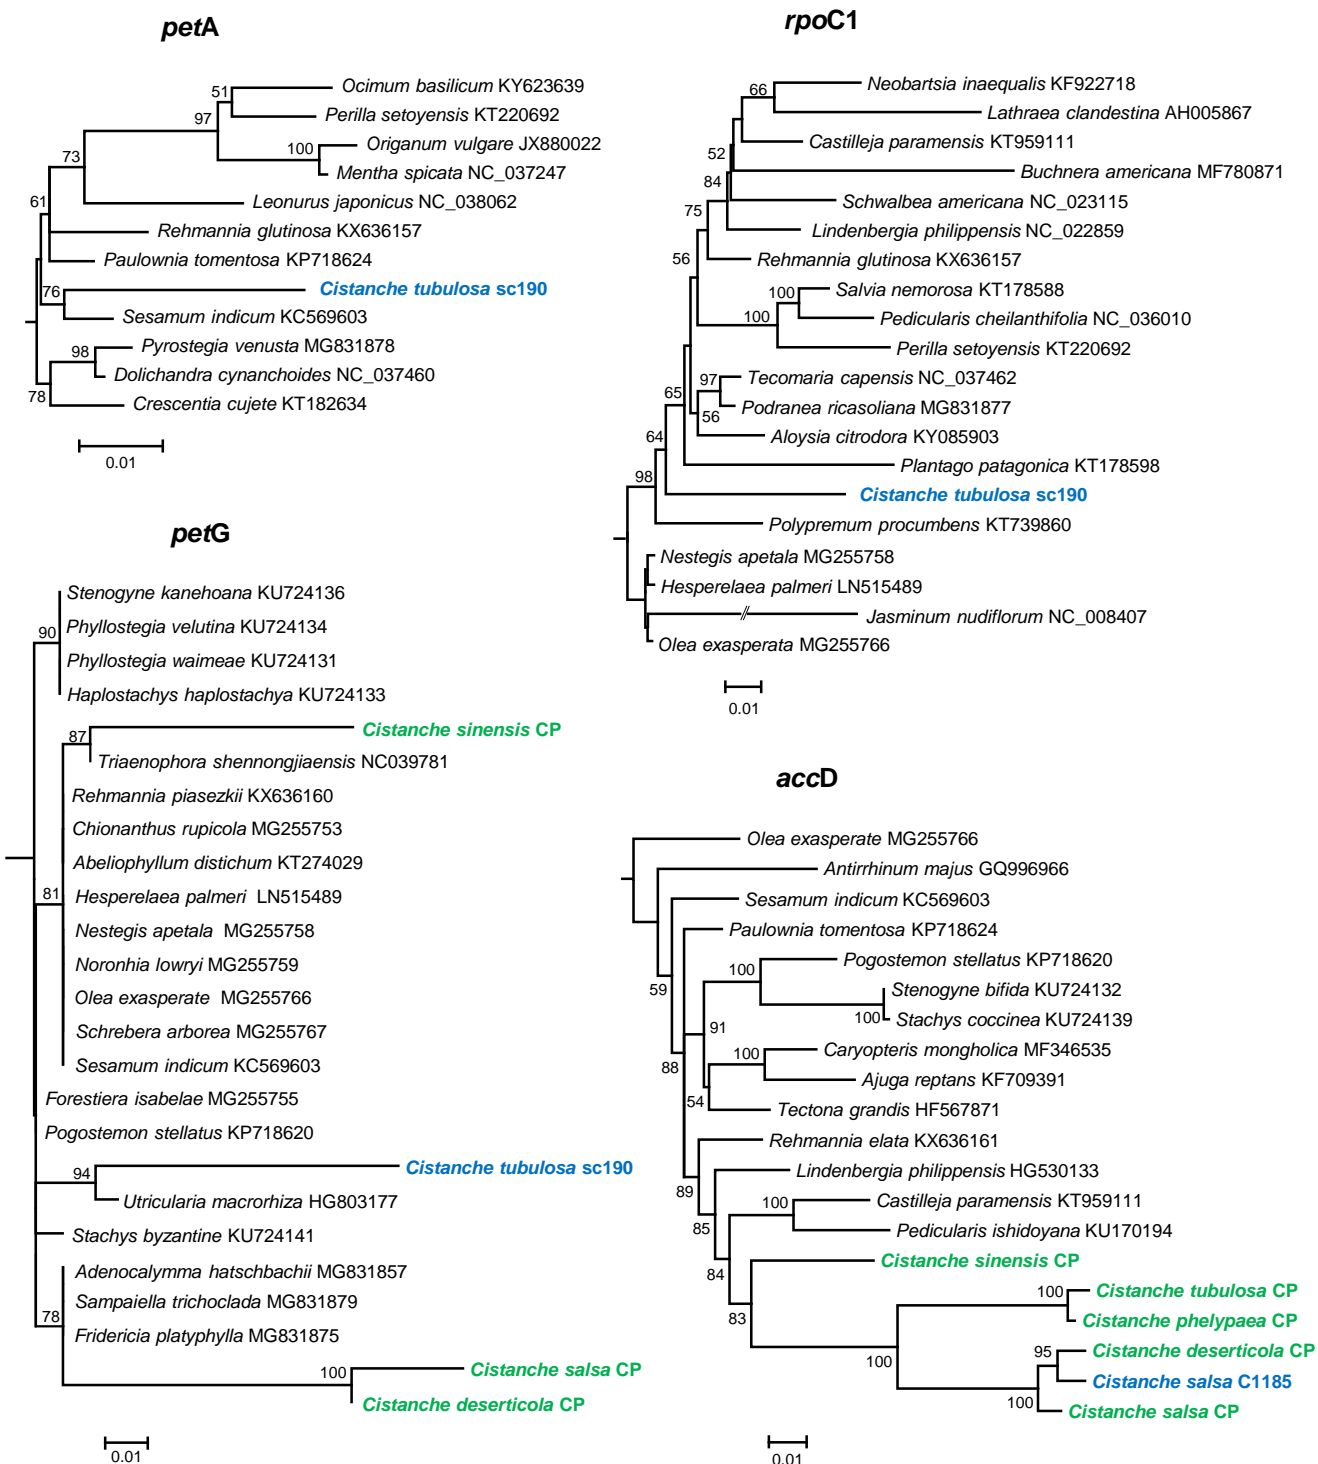 petA
51
Ocimum basilicum KY623639
Perilla setoyensis KT220692
97
100
Origanum vulgare JX880022
Mentha spicata NC_037247
73
Leonurus japonicus NC_038062
61
Rehmannia glutinosa KX636157
Paulownia tomentosa KP718624
76
Cistanche tubulosa sc190
Sesamum indicum KC569603
98
Pyrostegia venusta MG831878
Dolichandra cynanchoides NC_037460
78
Crescentia cujete KT182634
0.01
rpoC1
66
Neobartsia inaequalis KF922718
Lathraea clandestina AH005867
Castilleja paramensis KT959111
52
Buchnera americana MF780871
84
Schwalbea americana NC_023115
75
Lindenbergia philippensis NC_022859
56
Rehmannia glutinosa KX636157
100
Salvia nemorosa KT178588
100
Pedicularis cheilanthifolia NC_036010
Perilla setoyensis KT220692
97
Tecomaria capensis NC_037462
65
Podranea ricasoliana MG831877
56
64
Aloysia citrodora KY085903
Plantago patagonica KT178598
98
Cistanche tubulosa sc190
Polypremum procumbens KT739860
Nestegis apetala MG255758
Hesperelaea palmeri LN515489
Jasminum nudiflorum NC_008407
Olea exasperata MG255766
0.01
petG
Stenogyne kanehoana KU724136
90
Phyllostegia velutina KU724134
Phyllostegia waimeae KU724131
Haplostachys haplostachya KU724133
87
Cistanche sinensis CP
Triaenophora shennongjiaensis NC039781
Rehmannia piasezkii KX636160
Chionanthus rupicola MG255753
Abeliophyllum distichum KT274029
81
Hesperelaea palmeri LN515489
Nestegis apetala MG255758
Noronhia lowryi MG255759
Olea exasperate MG255766
Schrebera arborea MG255767
Sesamum indicum KC569603
Forestiera isabelae MG255755
Pogostemon stellatus KP718620
94
Cistanche tubulosa sc190
Utricularia macrorhiza HG803177
Stachys byzantine KU724141
Adenocalymma hatschbachii MG831857
Sampaiella trichoclada MG831879
78
Fridericia platyphylla MG831875
100
Cistanche salsa CP
Cistanche deserticola CP
0.01
accD
Olea exasperate MG255766
Antirrhinum majus GQ996966
Sesamum indicum KC569603
Paulownia tomentosa KP718624
59
100
Pogostemon stellatus KP718620
Stenogyne bifida KU724132
100
Stachys coccinea KU724139
91
88
100
Caryopteris mongholica MF346535
Ajuga reptans KF709391
54
Tectona grandis HF567871
Rehmannia elata KX636161
89
Lindenbergia philippensis HG530133
85
100
Castilleja paramensis KT959111
Pedicularis ishidoyana KU170194
84
Cistanche sinensis CP
83
100
Cistanche tubulosa CP
Cistanche phelypaea CP
100
95
Cistanche deserticola CP
Cistanche salsa C1185
100
Cistanche salsa CP
0.01